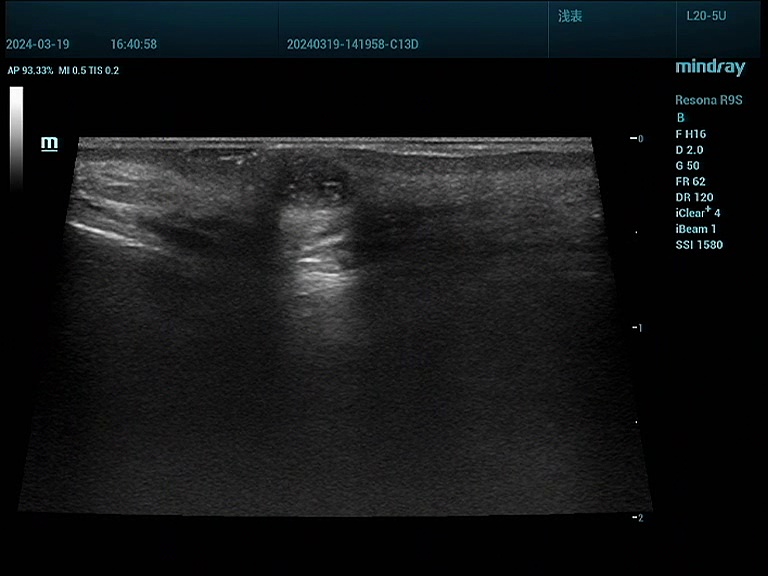 浅表
L20-5U
2024-03-19 16:40:58 20240319-141958-C13D
AP 93.33% MI 0.5 TIS 0.2
mindray
Resona R9S
m
B
F H16
D 2.0
G 50
FR 62
DR 120
iClear+ 4
iBeam 1
SSI 1580
0
1
2